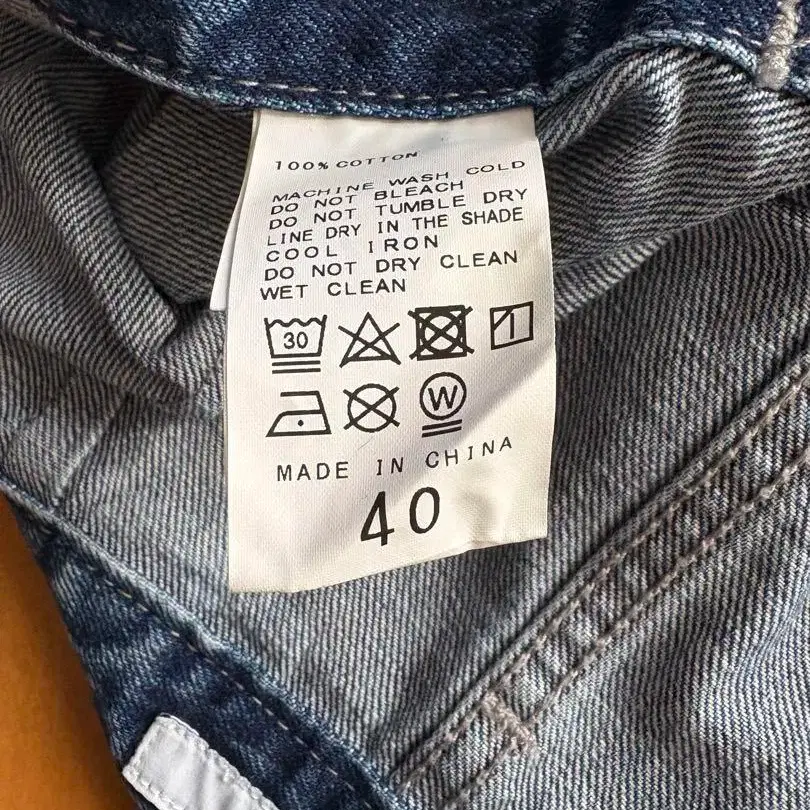 100% COTTON
MACHINE WASH COLD
DO NOT BLEACH
DO NOT TUMBLE DRY
LINE DRY IN THE SHADE
COOL IRON
DO NOT DRY CLEAN
WET CLEAN
30
W
MADE IN CHINA
40